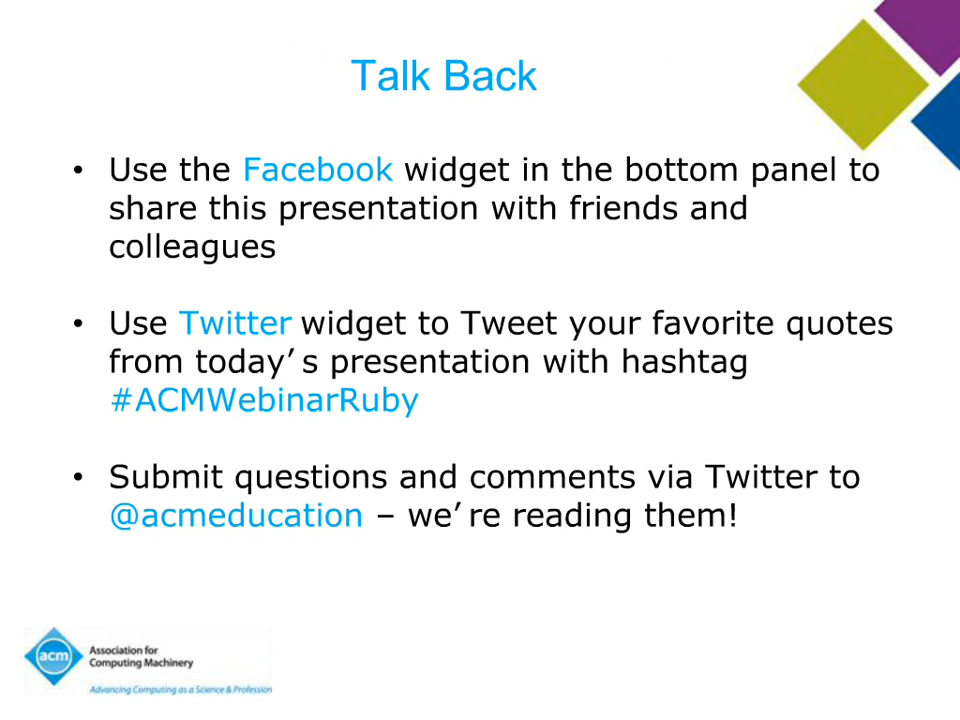 Talk Back
• Use the Facebook widget in the bottom panel to
share this presentation with friends and
colleagues
• Use Twitter widget to Tweet your favorite quotes
from today’ s presentation with hashtag
#ACMWebinarRuby
• Submit questions and comments via Twitter to
@acmeducation – we’ re reading them!
acm
Association for
Computing Machinery
Advancing Computing as a Science & Profession